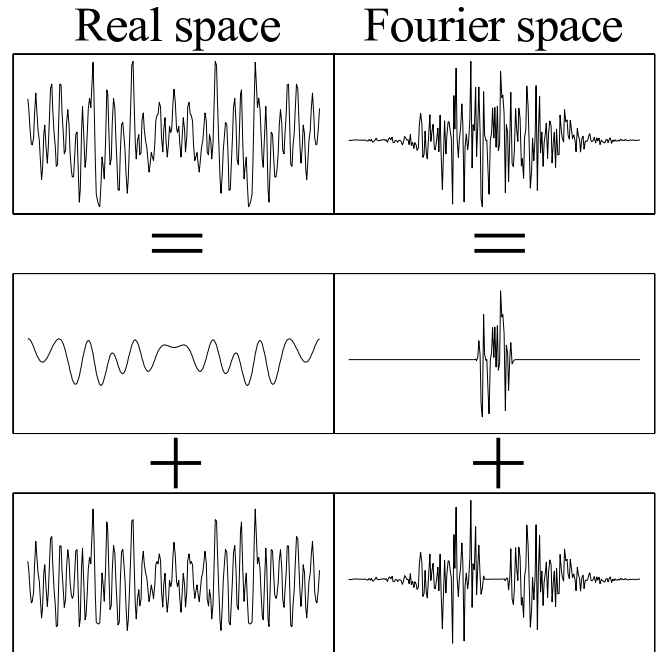 Real space Fourier space
= =
+ +